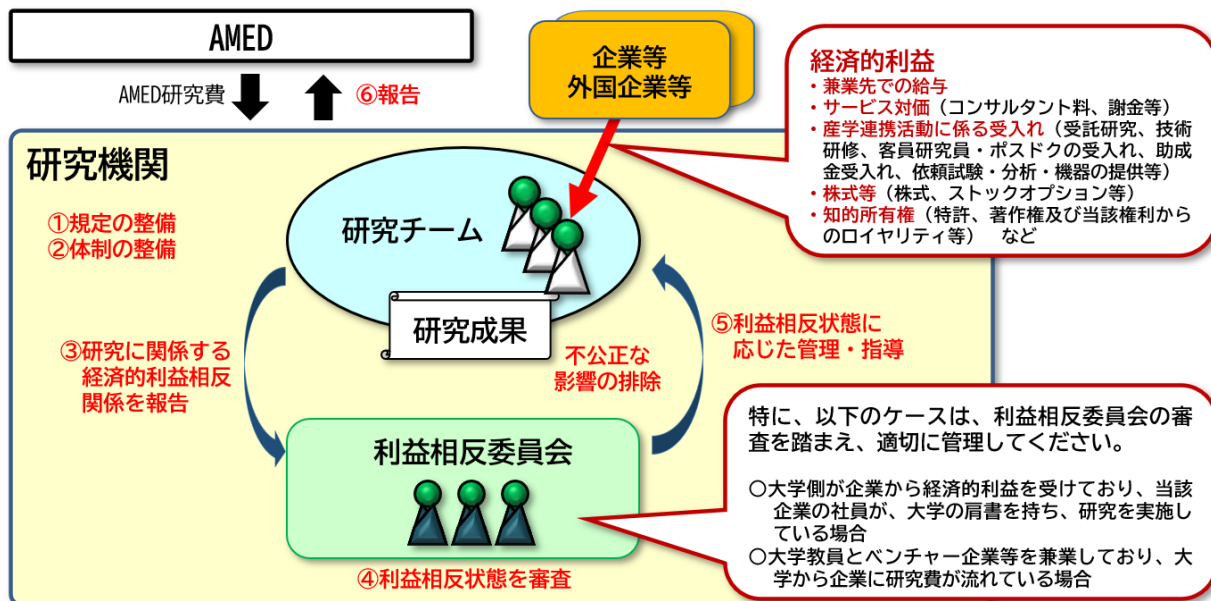 AMED
AMED研究費
⑥報告
企業等
外国企業等
経済的利益
・兼業先での給与
・サービス対価（コンサルタント料、謝金等）
・産学連携活動に係る受入れ（受託研究、技術
研修、客員研究員・ポスドクの受入れ、助成
金受入れ、依頼試験・分析・機器の提供等）
・株式等（株式、ストックオプション等）
・知的所有権（特許、著作権及び当該権利から
のロイヤリティ等）　など
研究機関
①規定の整備
②体制の整備
研究チーム
研究成果
③研究に関係する
経済的利益相反
関係を報告
不公正な
影響の排除
⑤利益相反状態に
応じた管理・指導
利益相反委員会
④利益相反状態を審査
特に、以下のケースは、利益相反委員会の審
査を踏まえ、適切に管理してください。
○大学側が企業から経済的利益を受けており、当該
企業の社員が、大学の肩書を持ち、研究を実施し
ている場合
○大学教員とベンチャー企業等を兼業しており、大
学から企業に研究費が流れている場合